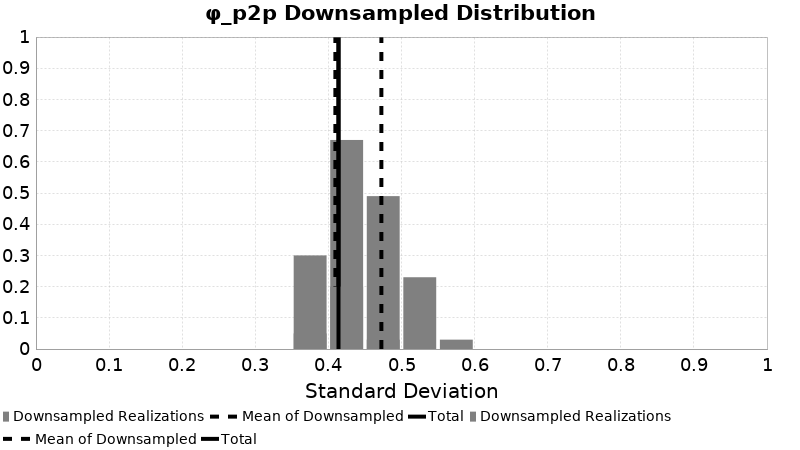 φ_p2p Downsampled Distribution
1
0.9
0.8
0.7
0.6
0.5
0.4
0.3
0.2
0.1
0
0 0.1 0.2 0.3 0.4 0.5 0.6 0.7 0.8 0.9 1
Standard Deviation
Downsampled Realizations Mean of Downsampled Total Downsampled Realizations
Mean of Downsampled Total